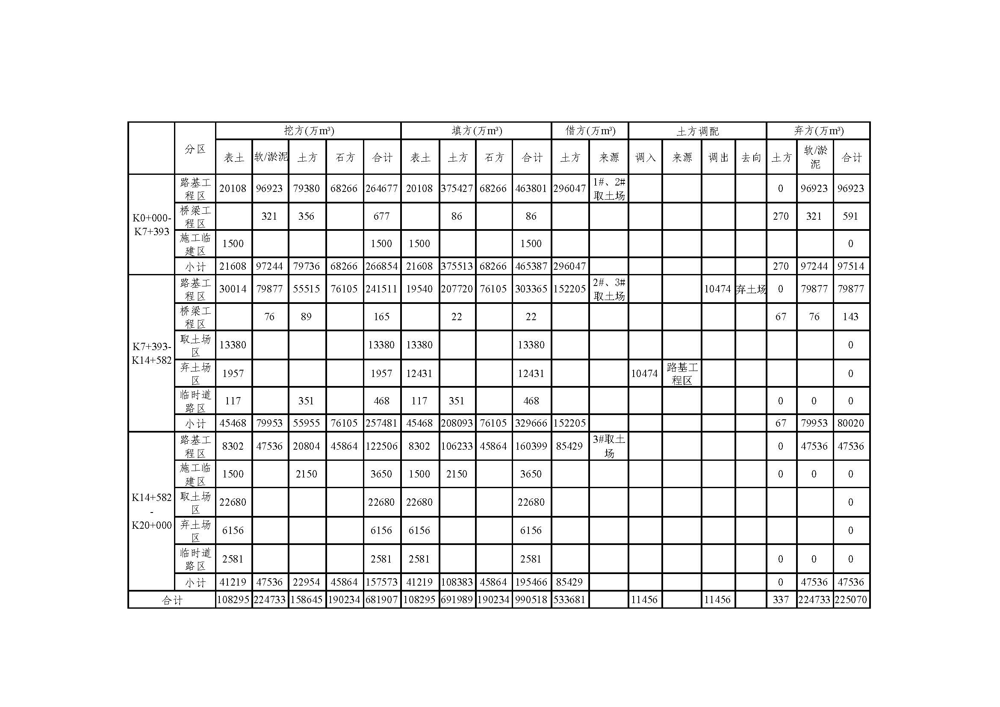 分区 挖方(万m³) 填方(万m³) 借方(万m³) 土方调配 弃方(万m³)
表土 软/淤泥 土方 石方 合计 表土 土方 石方 合计 土方 来源 调入 来源 调出 去向 土方 软/淤泥 合计
K0+000-K7+393
路基工程区 20108 96923 79380 68266 264677 20108 375427 68266 463801 296047 1#、2#取土场 0 96923 96923
桥梁工程区 321 356 677 86 86 270 321 591
施工临建区 1500 1500 1500 1500 0
小计 21608 97244 79736 68266 266854 21608 375513 68266 465387 296047 270 97244 97514
K7+393-K14+582
路基工程区 30014 79877 55515 76105 241511 19540 207720 76105 303365 152205 2#、3#取土场 10474 弃土场 0 79877 79877
桥梁工程区 76 89 165 22 22 67 76 143
取土场区 13380 13380 13380 13380 0
弃土场区 1957 1957 12431 12431 10474 路基工程区 0
临时道路区 117 351 468 117 351 468 0 0 0
小计 45468 79953 55955 76105 257481 45468 208093 76105 329666 152205 67 79953 80020
K14+582-K20+000
路基工程区 8302 47536 20804 45864 122506 8302 106233 45864 160399 85429 3#取土场 0 47536 47536
施工临建区 1500 2150 3650 1500 2150 3650 0 0 0
取土场区 22680 22680 22680 22680 0
弃土场区 6156 6156 6156 6156 0
临时道路区 2581 2581 2581 2581 0 0 0
小计 41219 47536 22954 45864 157573 41219 108383 45864 195466 85429 0 47536 47536
合计 108295 224733 158645 190234 681907 108295 691989 190234 990518 533681 11456 11456 337 224733 225070